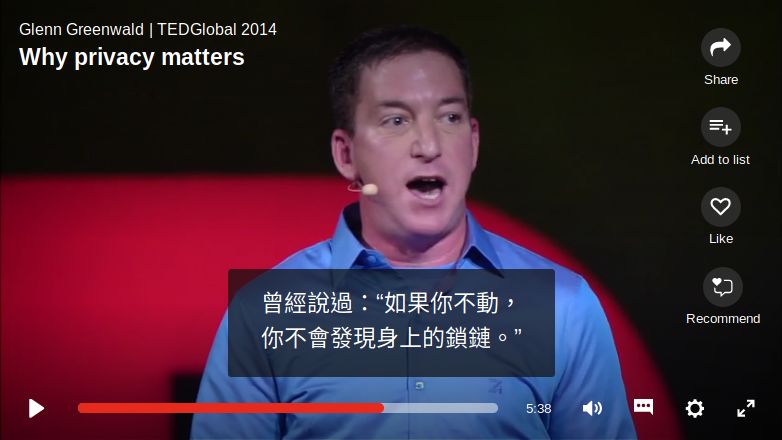 Glenn Greenwald | TEDGlobal 2014
Why privacy matters
Share
Add to list
Like
Recommend
曾經說過：“如果你不動，
你不會發現身上的鎖鏈。”
5:38